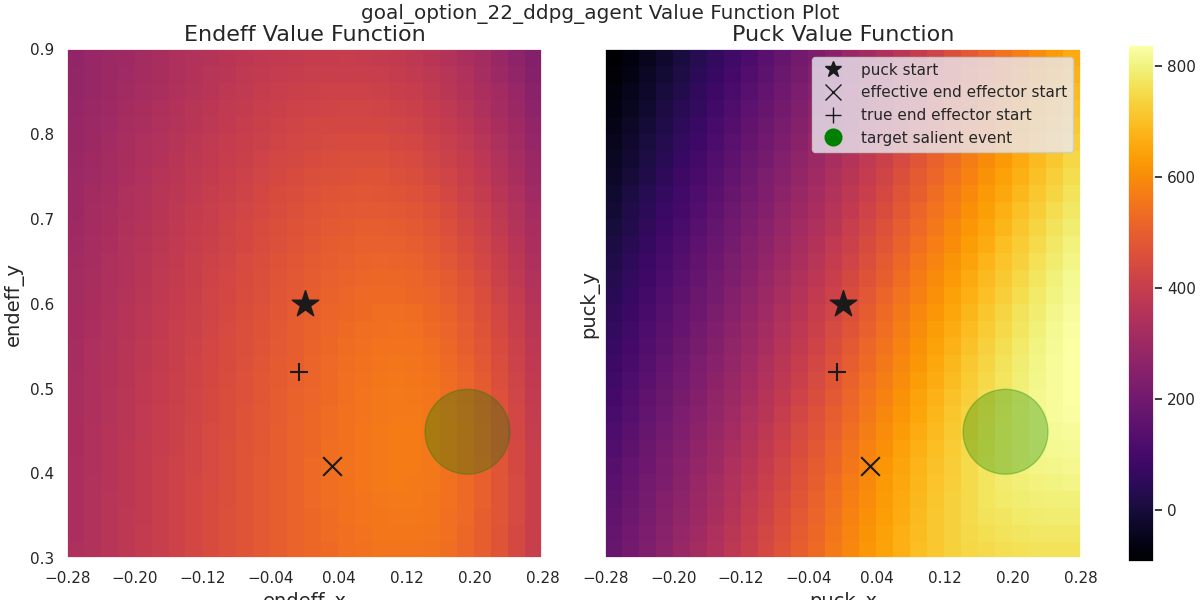 goal_option_22_ddpg_agent Value Function Plot
Endeff Value Function
Puck Value Function
puck start
effective end effector start
true end effector start
target salient event
endeff_y
0.9
0.8
0.7
0.6
0.5
0.4
0.3
−0.28 −0.20 −0.12 −0.04 0.04 0.12 0.20 0.28
endeff_x
puck_y
−0.28 −0.20 −0.12 −0.04 0.04 0.12 0.20 0.28
puck_x
800
600
400
200
0